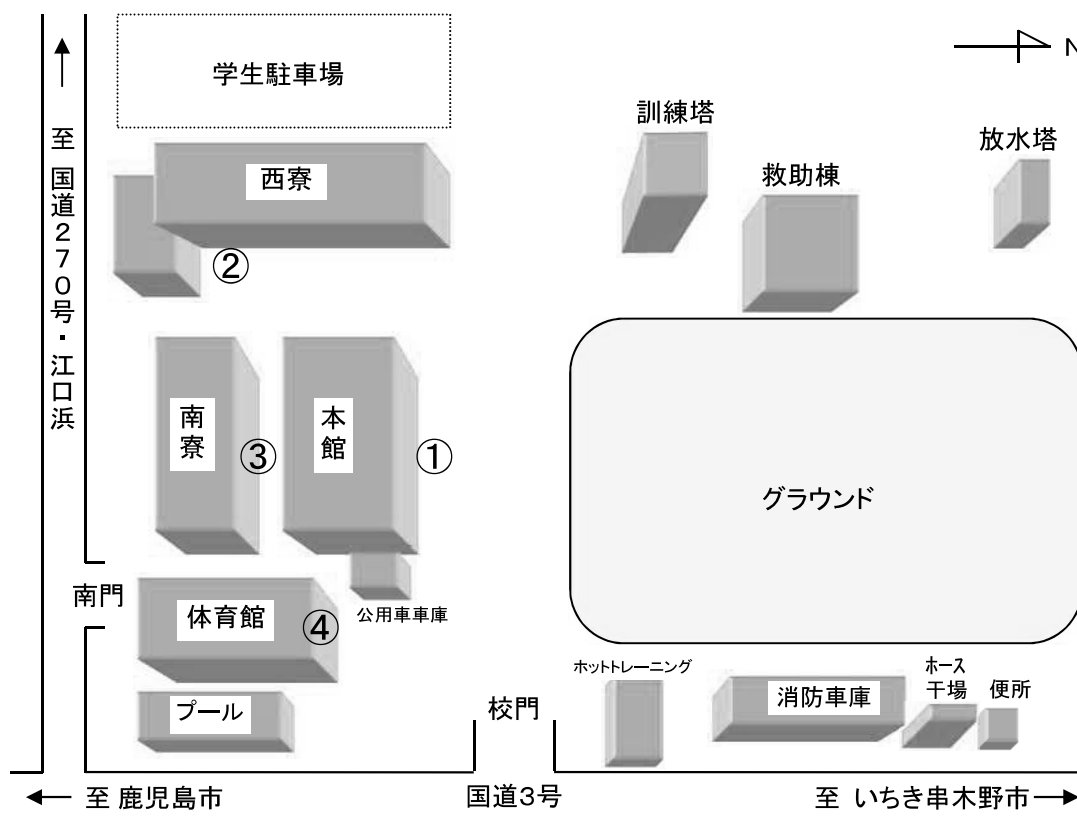 学生駐車場
N
訓練塔
放水塔
救助棟
西寮
②
至 国道270号・江口浜
南寮
③
本館
①
グラウンド
南門
体育館
④
公用車車庫
プール
校門
ホットトレーニング
消防車庫
ホース
干場
便所
至 鹿児島市
国道3号
至 いちき串木野市